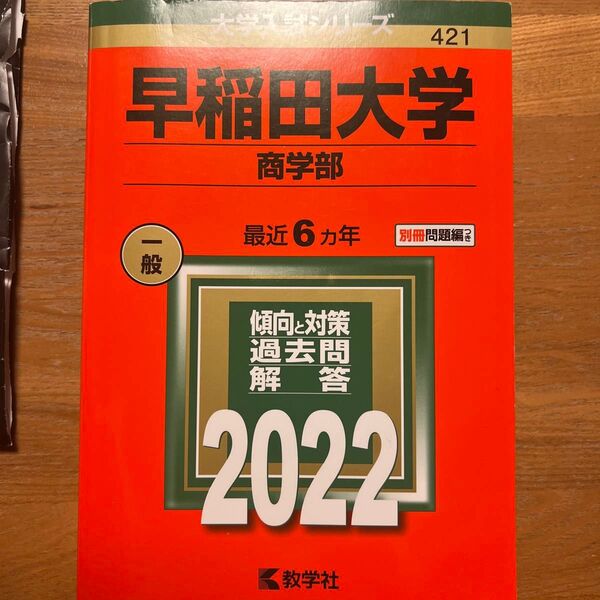 大学入試シリーズ
421
早稲田大学
商学部
最近6カ年
別冊問題編つき
一般
傾向と対策
過去問
解答
2022
教学社